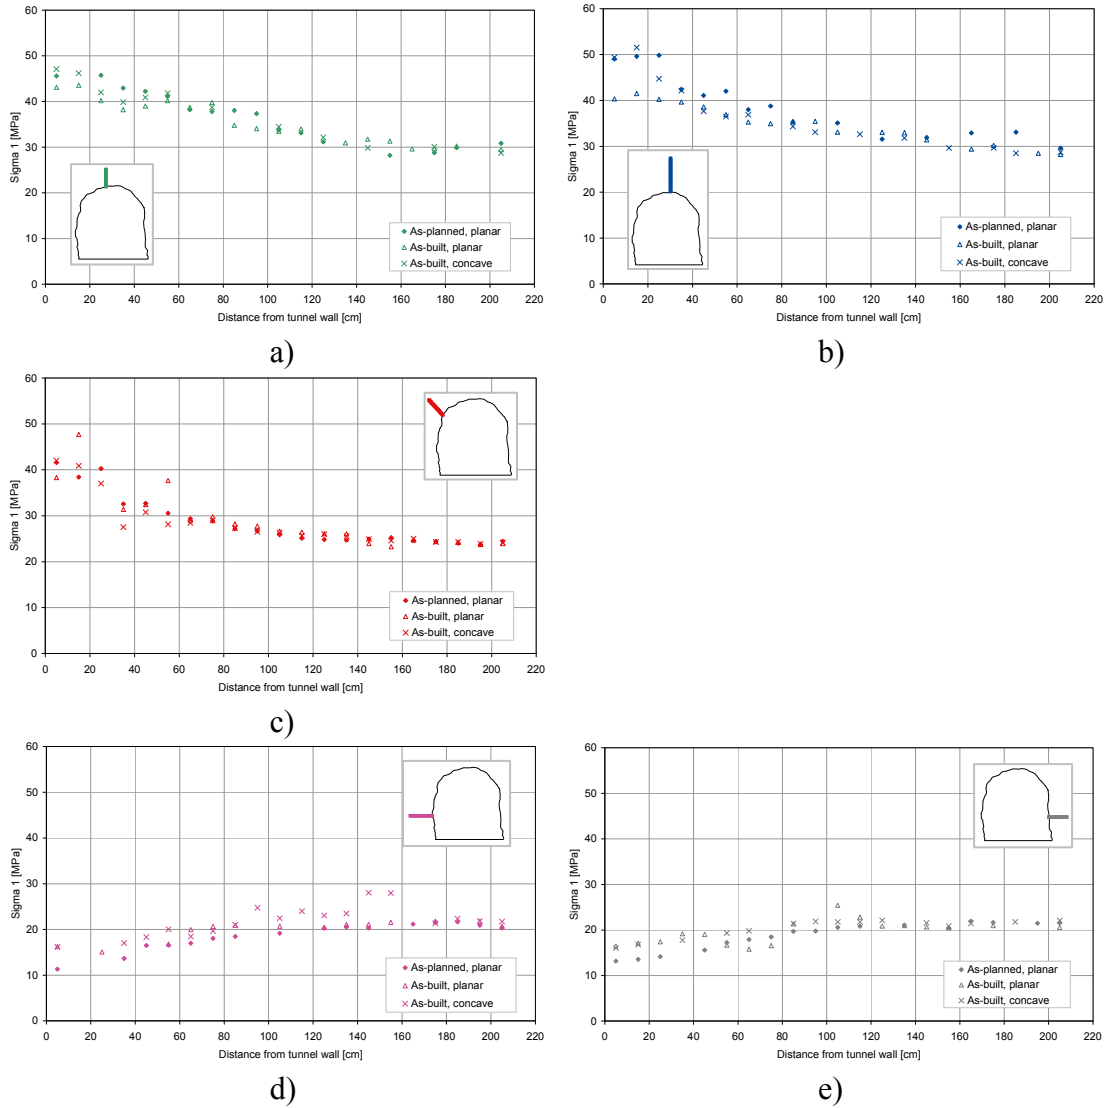 60
50
40
30
20
10
0
Sigma 1 [MPa]
As-planned, planar
As-built, planar
As-built, concave
0 20 40 60 80 100 120 140 160 180 200 220
Distance from tunnel wall [cm]
a)
60
50
40
30
20
10
0
Sigma 1 [MPa]
As-planned, planar
As-built, planar
As-built, concave
0 20 40 60 80 100 120 140 160 180 200 220
Distance from tunnel wall [cm]
b)
60
50
40
30
20
10
0
Sigma 1 [MPa]
As-planned, planar
As-built, planar
As-built, concave
0 20 40 60 80 100 120 140 160 180 200 220
Distance from tunnel wall [cm]
c)
60
50
40
30
20
10
0
Sigma 1 [MPa]
As-planned, planar
As-built, planar
As-built, concave
0 20 40 60 80 100 120 140 160 180 200 220
Distance from tunnel wall [cm]
d)
60
50
40
30
20
10
0
Sigma 1 [MPa]
As-planned, planar
As-built, planar
As-built, concave
0 20 40 60 80 100 120 140 160 180 200 220
Distance from tunnel wall [cm]
e)